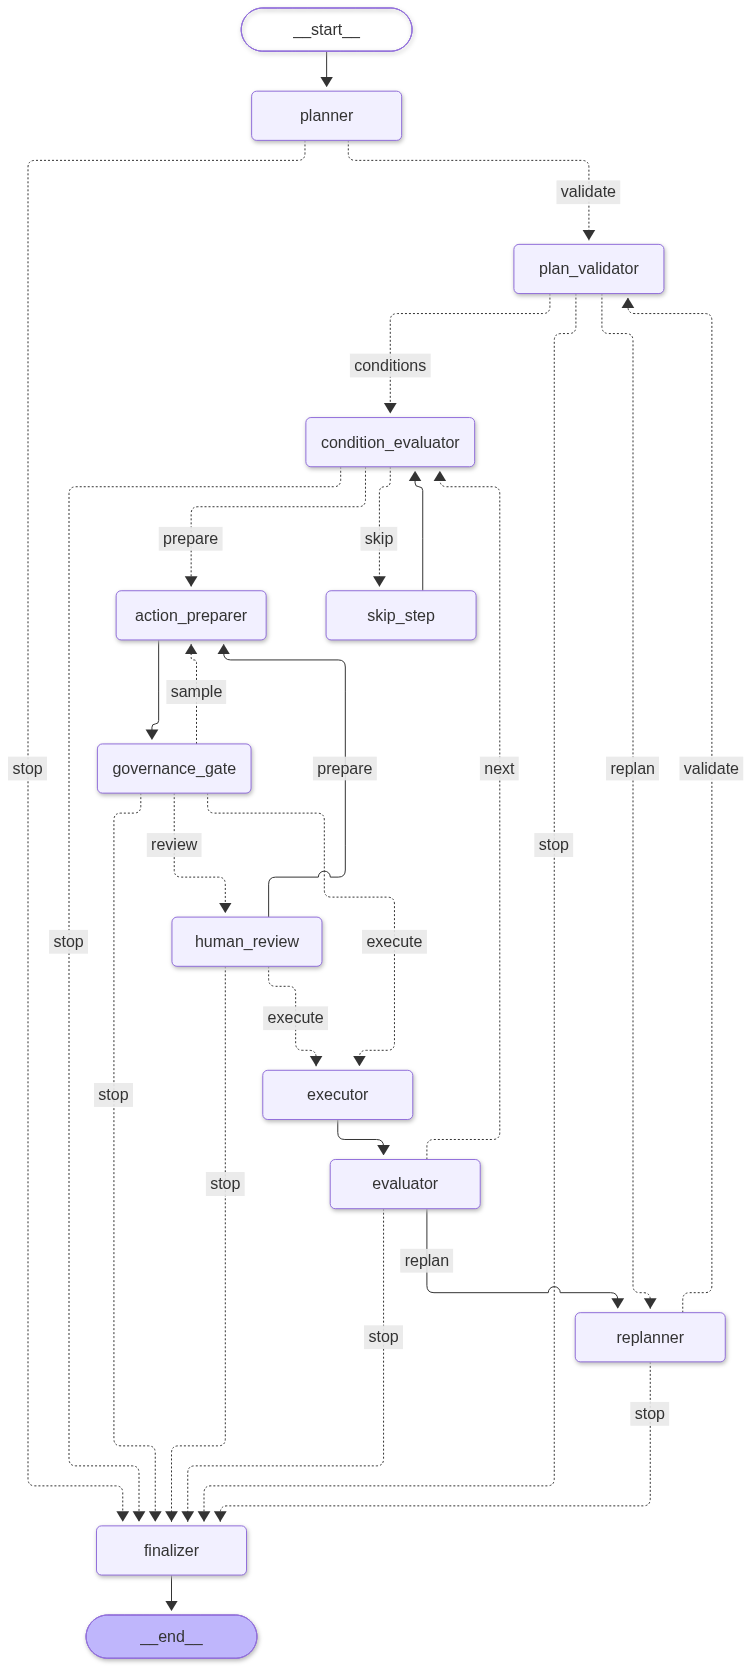 __start__
planner
validate
plan_validator
conditions
condition_evaluator
prepare
skip
action_preparer
skip_step
sample
stop
governance_gate
prepare
next
replan
validate
review
stop
stop
human_review
execute
execute
stop
executor
stop
evaluator
replan
stop
replanner
stop
finalizer
__end__